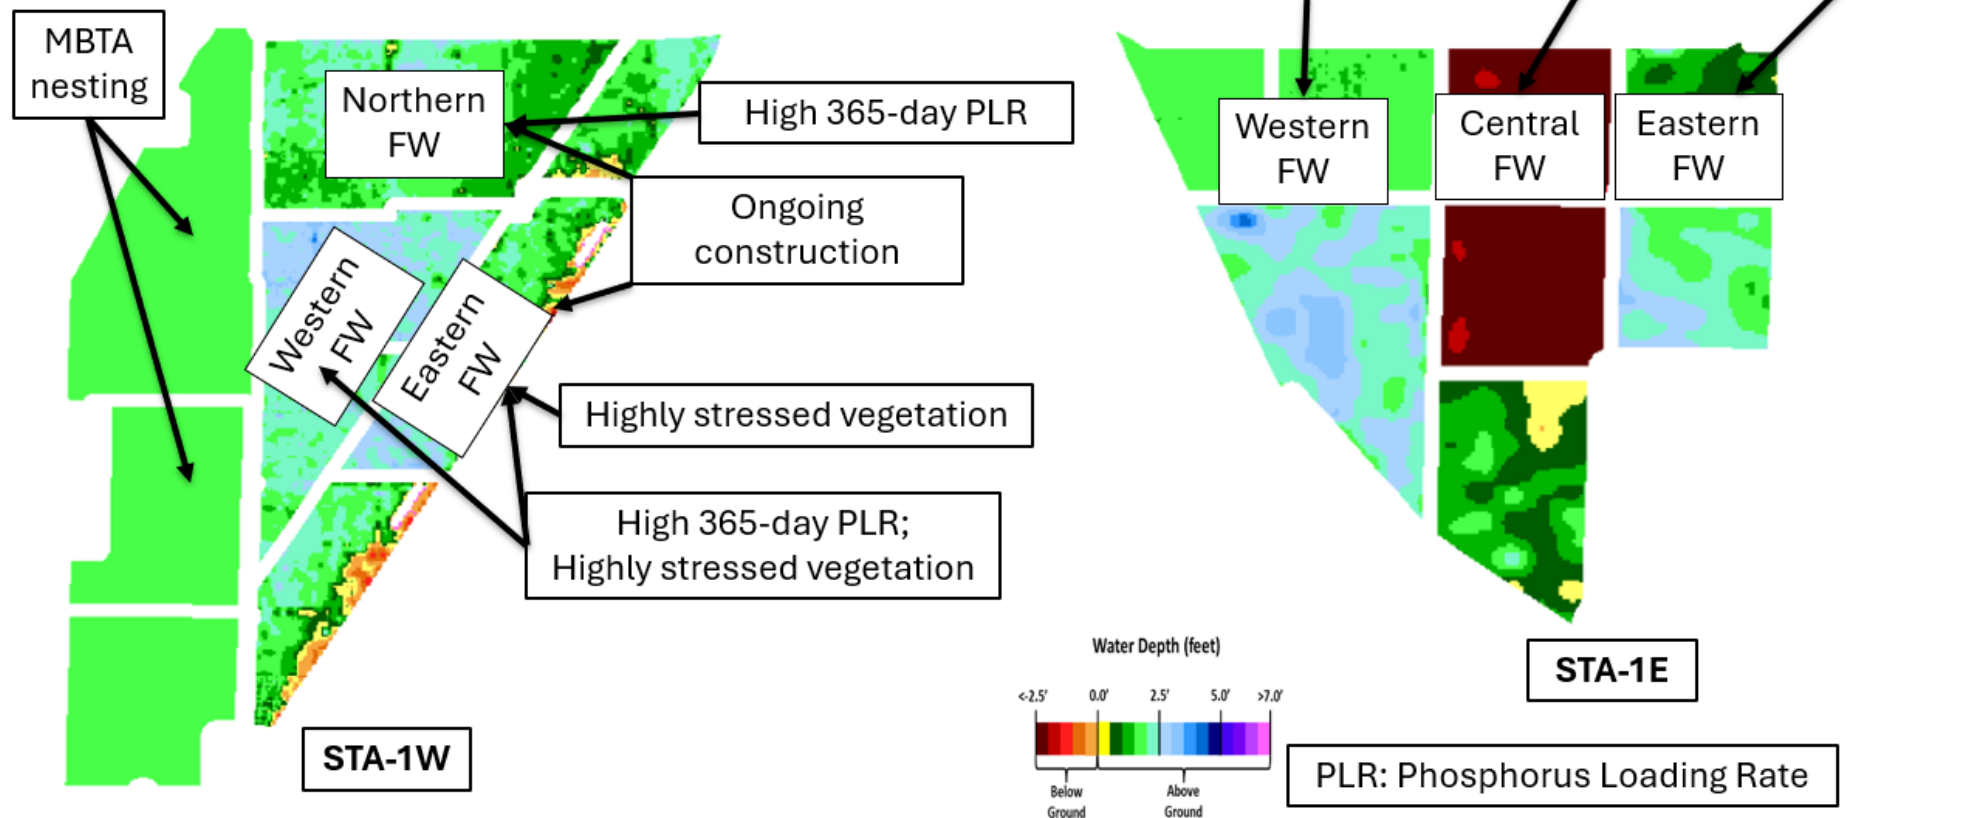 MBTA
nesting
Northern
FW
High 365-day PLR
Ongoing
construction
Western
FW
Eastern
FW
Highly stressed vegetation
High 365-day PLR;
Highly stressed vegetation
STA-1W
Western
FW
Central
FW
Eastern
FW
STA-1E
Water Depth (feet)
<-2.5' 0.0' 2.5' 5.0' >7.0'
Below
Ground
Above
Ground
PLR: Phosphorus Loading Rate